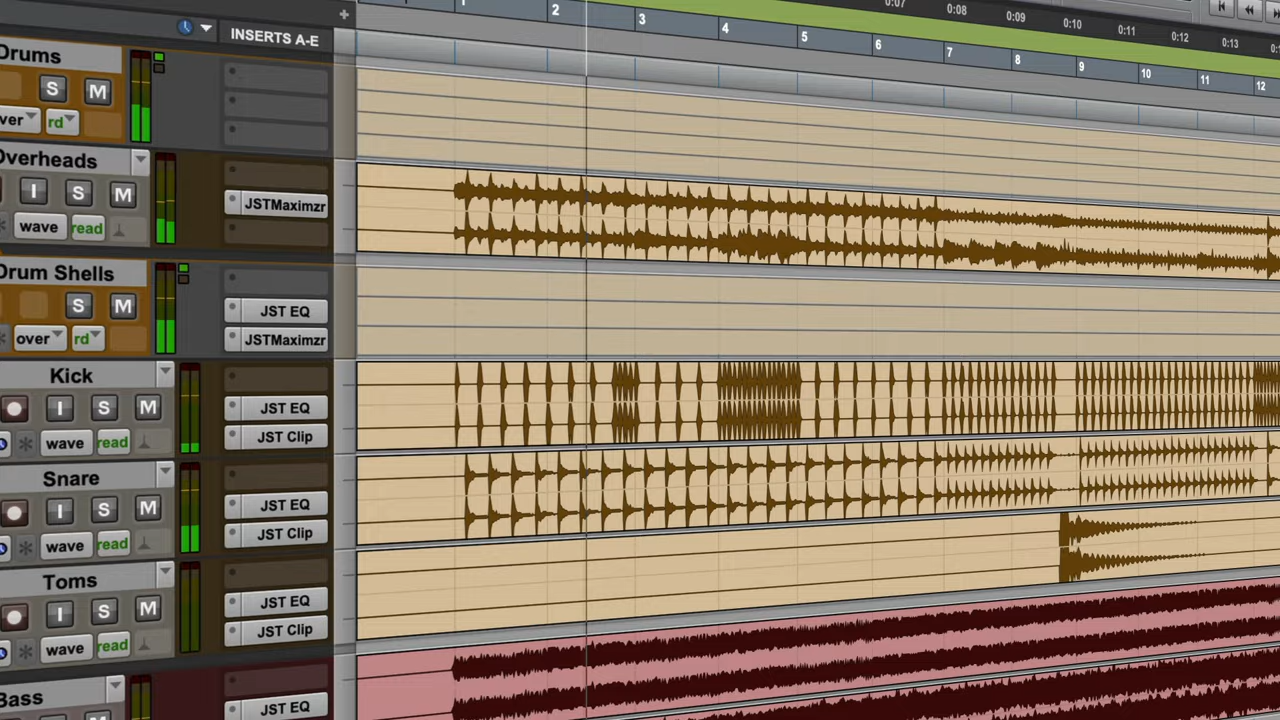 0:07 0:08 0:09 0:10 0:11 0:12 0:13
1 2 3 4 5 6 7 8 9 10 11 12
INSERTS A-E
Drums
S M
ver rd
Overheads
I S M
JSTMaximzr
wave read
Drum Shells
S M
JST EQ
over rd
JSTMaximzr
Kick
I S M
JST EQ
wave read
JST Clip
Snare
I S M
JST EQ
wave read
JST Clip
Toms
I S M
JST EQ
wave read
JST Clip
Bass
JST EQ